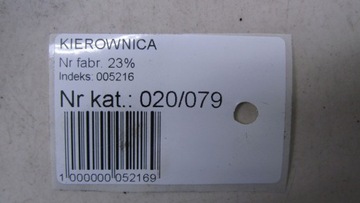 KIEROWNICA
Nr fabr. 23%
Indeks: 005216
Nr kat.: 020/079
1 000000 052169